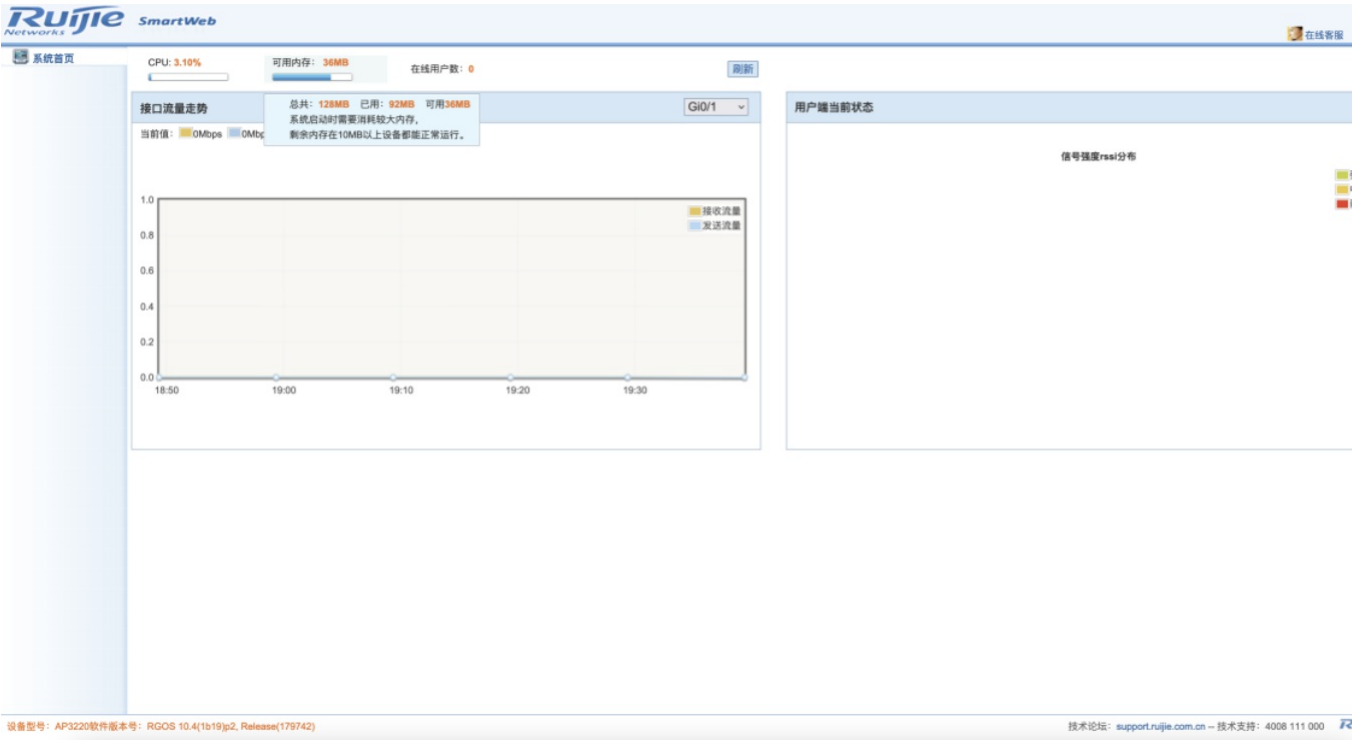 Ruijie SmartWeb
Networks
在线客服
系统首页
CPU: 3.10%
可用内存: 36MB
在线用户数: 0
刷新
接口流量走势
Gi0/1
总共: 128MB 已用: 92MB 可用36MB
系统启动时需要消耗较大内存,
剩余内存在10MB以上设备都能正常运行。
当前值: 0Mbps 0Mbp
接收流量
发送流量
1.0
0.8
0.6
0.4
0.2
0.0
18:50 19:00 19:10 19:20 19:30
用户端当前状态
信号强度rssi分布
设备型号: AP3220软件版本号: RGOS 10.4(1b19)p2, Release(179742)
技术论坛: support.ruijie.com.cn -- 技术支持: 4008 111 000